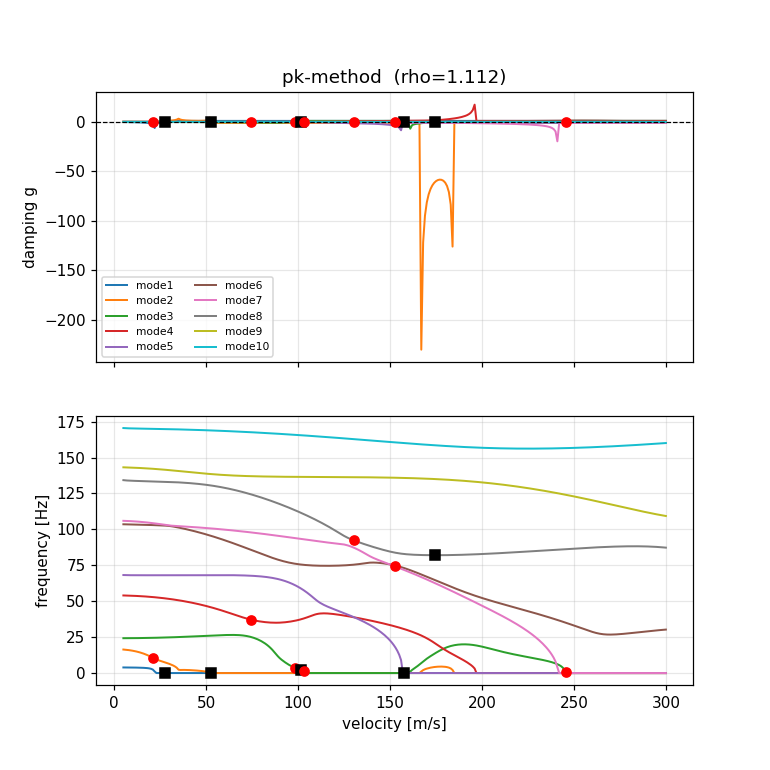 pk-method (rho=1.112)
damping g
0
−50
−100
−150
−200
mode1
mode2
mode3
mode4
mode5
mode6
mode7
mode8
mode9
mode10
frequency [Hz]
175
150
125
100
75
50
25
0
0 50 100 150 200 250 300
velocity [m/s]